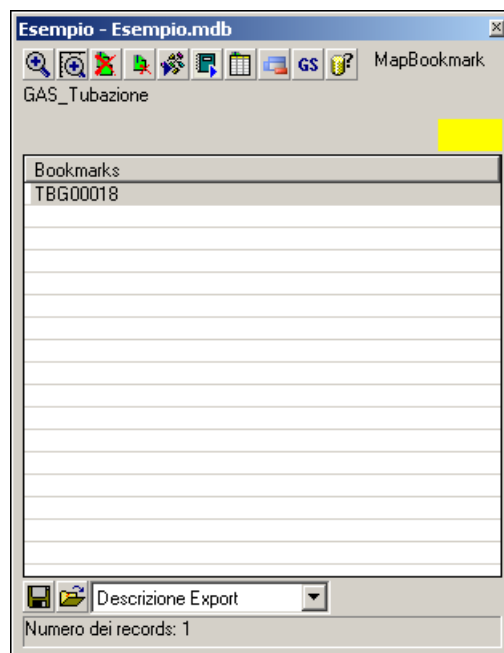 Esempio - Esempio.mdb
GS MapBookmark
GAS_Tubazione
Bookmarks
TBG00018
Descrizione Export
Numero dei records: 1